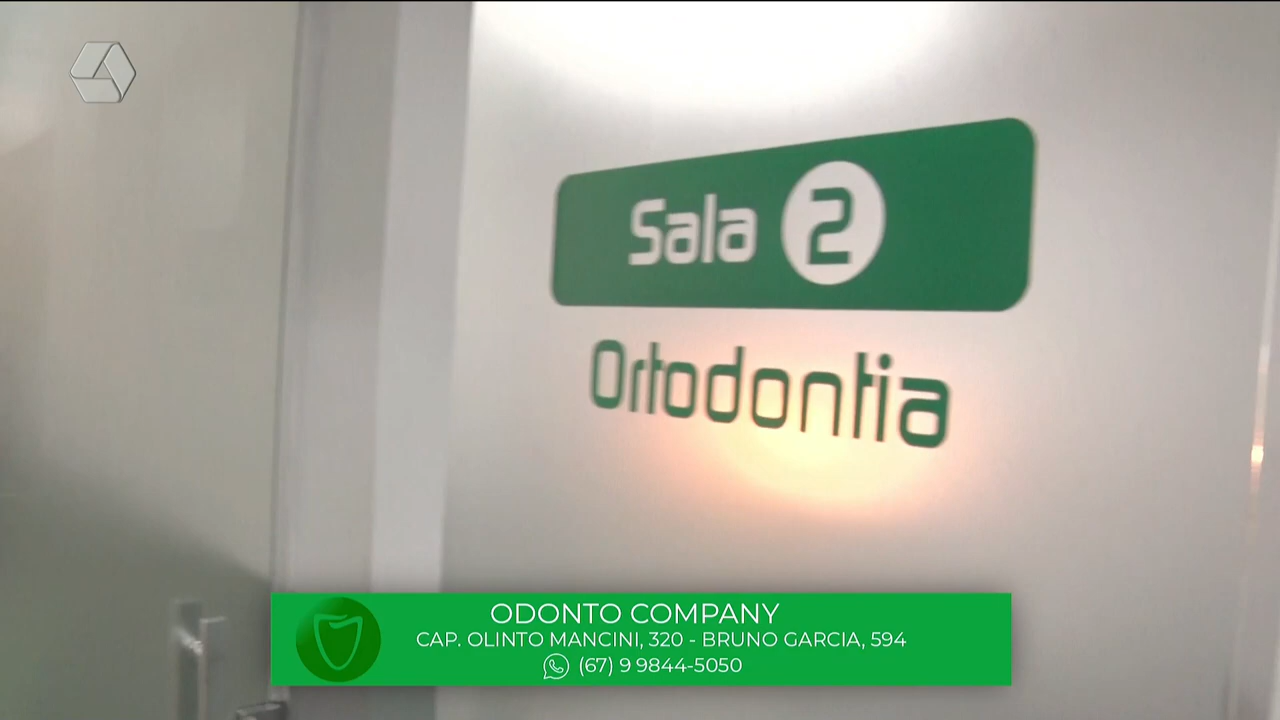 Sala 2
Ortodontia
ODONTO COMPANY
CAP. OLINTO MANCINI, 320 - BRUNO GARCIA, 594
(67) 9 9844-5050